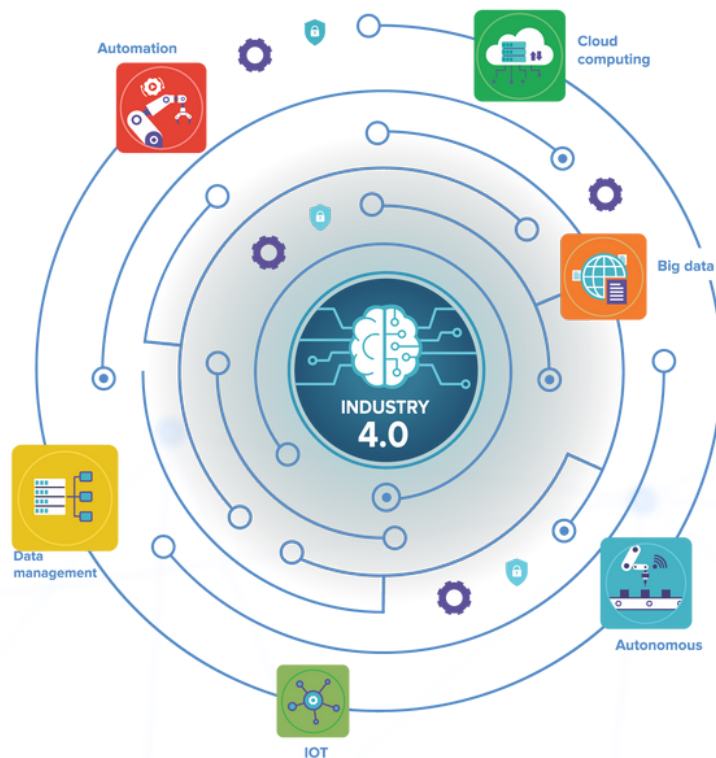 Automation
Cloud
computing
Big data
INDUSTRY
4.0
Data
management
Autonomous
IOT